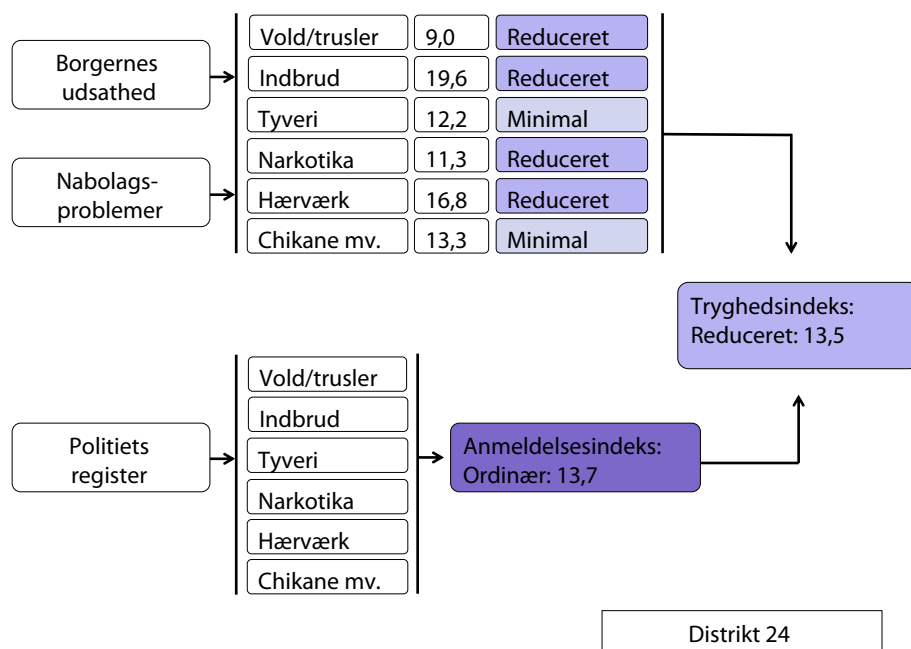 Borgernes
udsathed
Nabolags-
problemer
Vold/trusler 9,0 Reduceret
Indbrud 19,6 Reduceret
Tyveri 12,2 Minimal
Narkotika 11,3 Reduceret
Hærværk 16,8 Reduceret
Chikane mv. 13,3 Minimal
Tryghedsindeks:
Reduceret: 13,5
Politiets
register
Vold/trusler
Indbrud
Tyveri
Narkotika
Hærværk
Chikane mv.
Anmeldelsesindeks:
Ordinær: 13,7
Distrikt 24